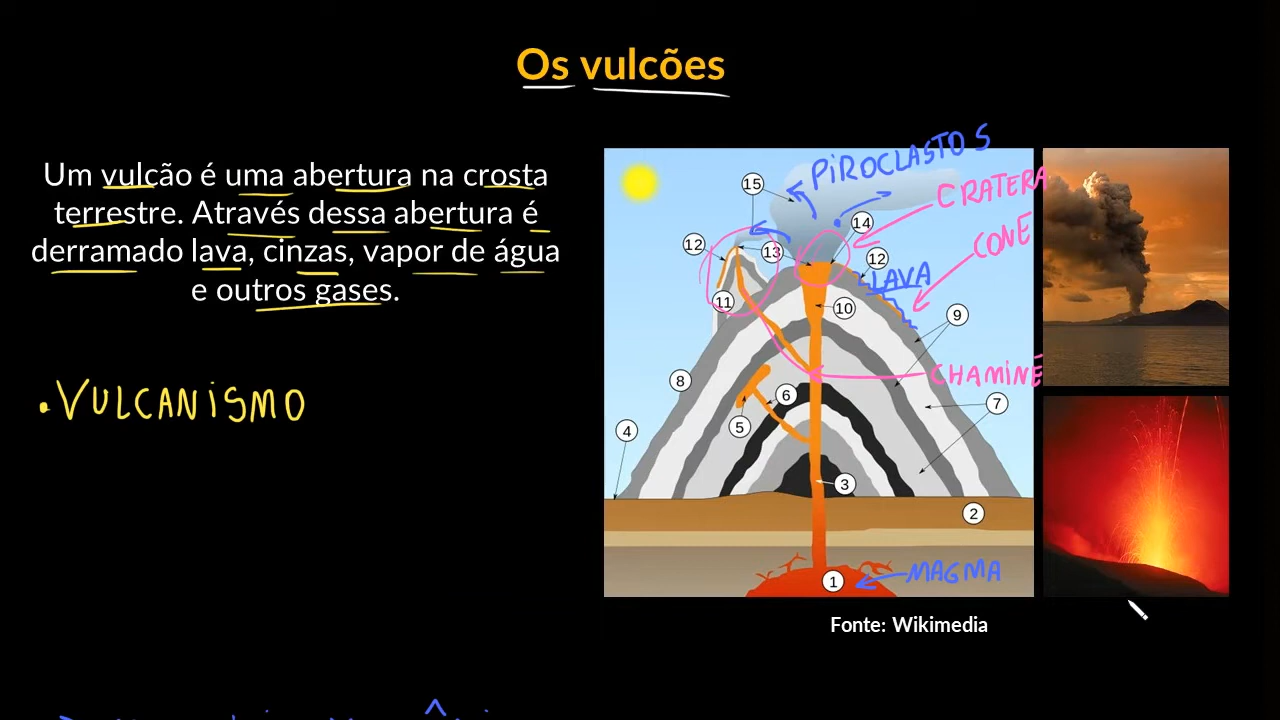 Os vulcões
Um vulcão é uma abertura na crosta
terrestre. Através dessa abertura é
derramado lava, cinzas, vapor de água
e outros gases.
• VULCANiSMO
PiROCLASTOS
CRATERA
CONE
LAVA
CHAMINÉ
MAGMA
15
14
12
13
12
11
10
9
8
7
6
5
4
3
2
1
Fonte: Wikimedia